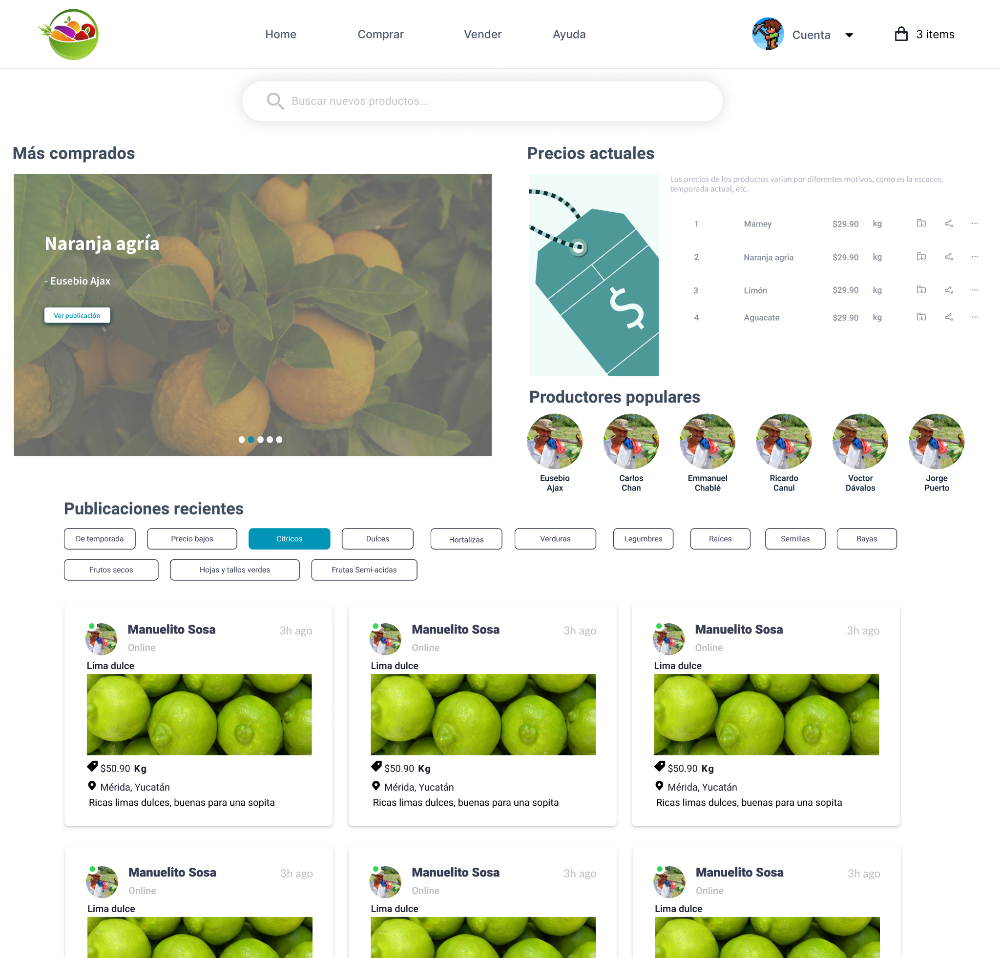 Home
Comprar
Vender
Ayuda
Cuenta
3 items
Buscar nuevos productos...
Más comprados
Naranja agría
- Eusebio Ajax
Ver publicación
Precios actuales
Los precios de los productos varían por diferentes motivos, como es la escaces,
temporada actual, etc.
1 Mamey $29.90 kg
2 Naranja agría $29.90 kg
3 Limón $29.90 kg
4 Aguacate $29.90 kg
$
Productores populares
Eusebio
Ajax
Carlos
Chan
Emmanuel
Chablé
Ricardo
Canul
Voctor
Dávalos
Jorge
Puerto
Publicaciones recientes
De temporada
Precio bajos
Citricos
Dulces
Hortalizas
Verduras
Legumbres
Raíces
Semillas
Bayas
Frutos secos
Hojas y tallos verdes
Frutas Semi-acidas
Manuelito Sosa
3h ago
Online
Lima dulce
$50.90 Kg
Mérida, Yucatán
Ricas limas dulces, buenas para una sopita
Manuelito Sosa
3h ago
Online
Lima dulce
$50.90 Kg
Mérida, Yucatán
Ricas limas dulces, buenas para una sopita
Manuelito Sosa
3h ago
Online
Lima dulce
$50.90 Kg
Mérida, Yucatán
Ricas limas dulces, buenas para una sopita
Manuelito Sosa
3h ago
Online
Lima dulce
Manuelito Sosa
3h ago
Online
Lima dulce
Manuelito Sosa
3h ago
Online
Lima dulce